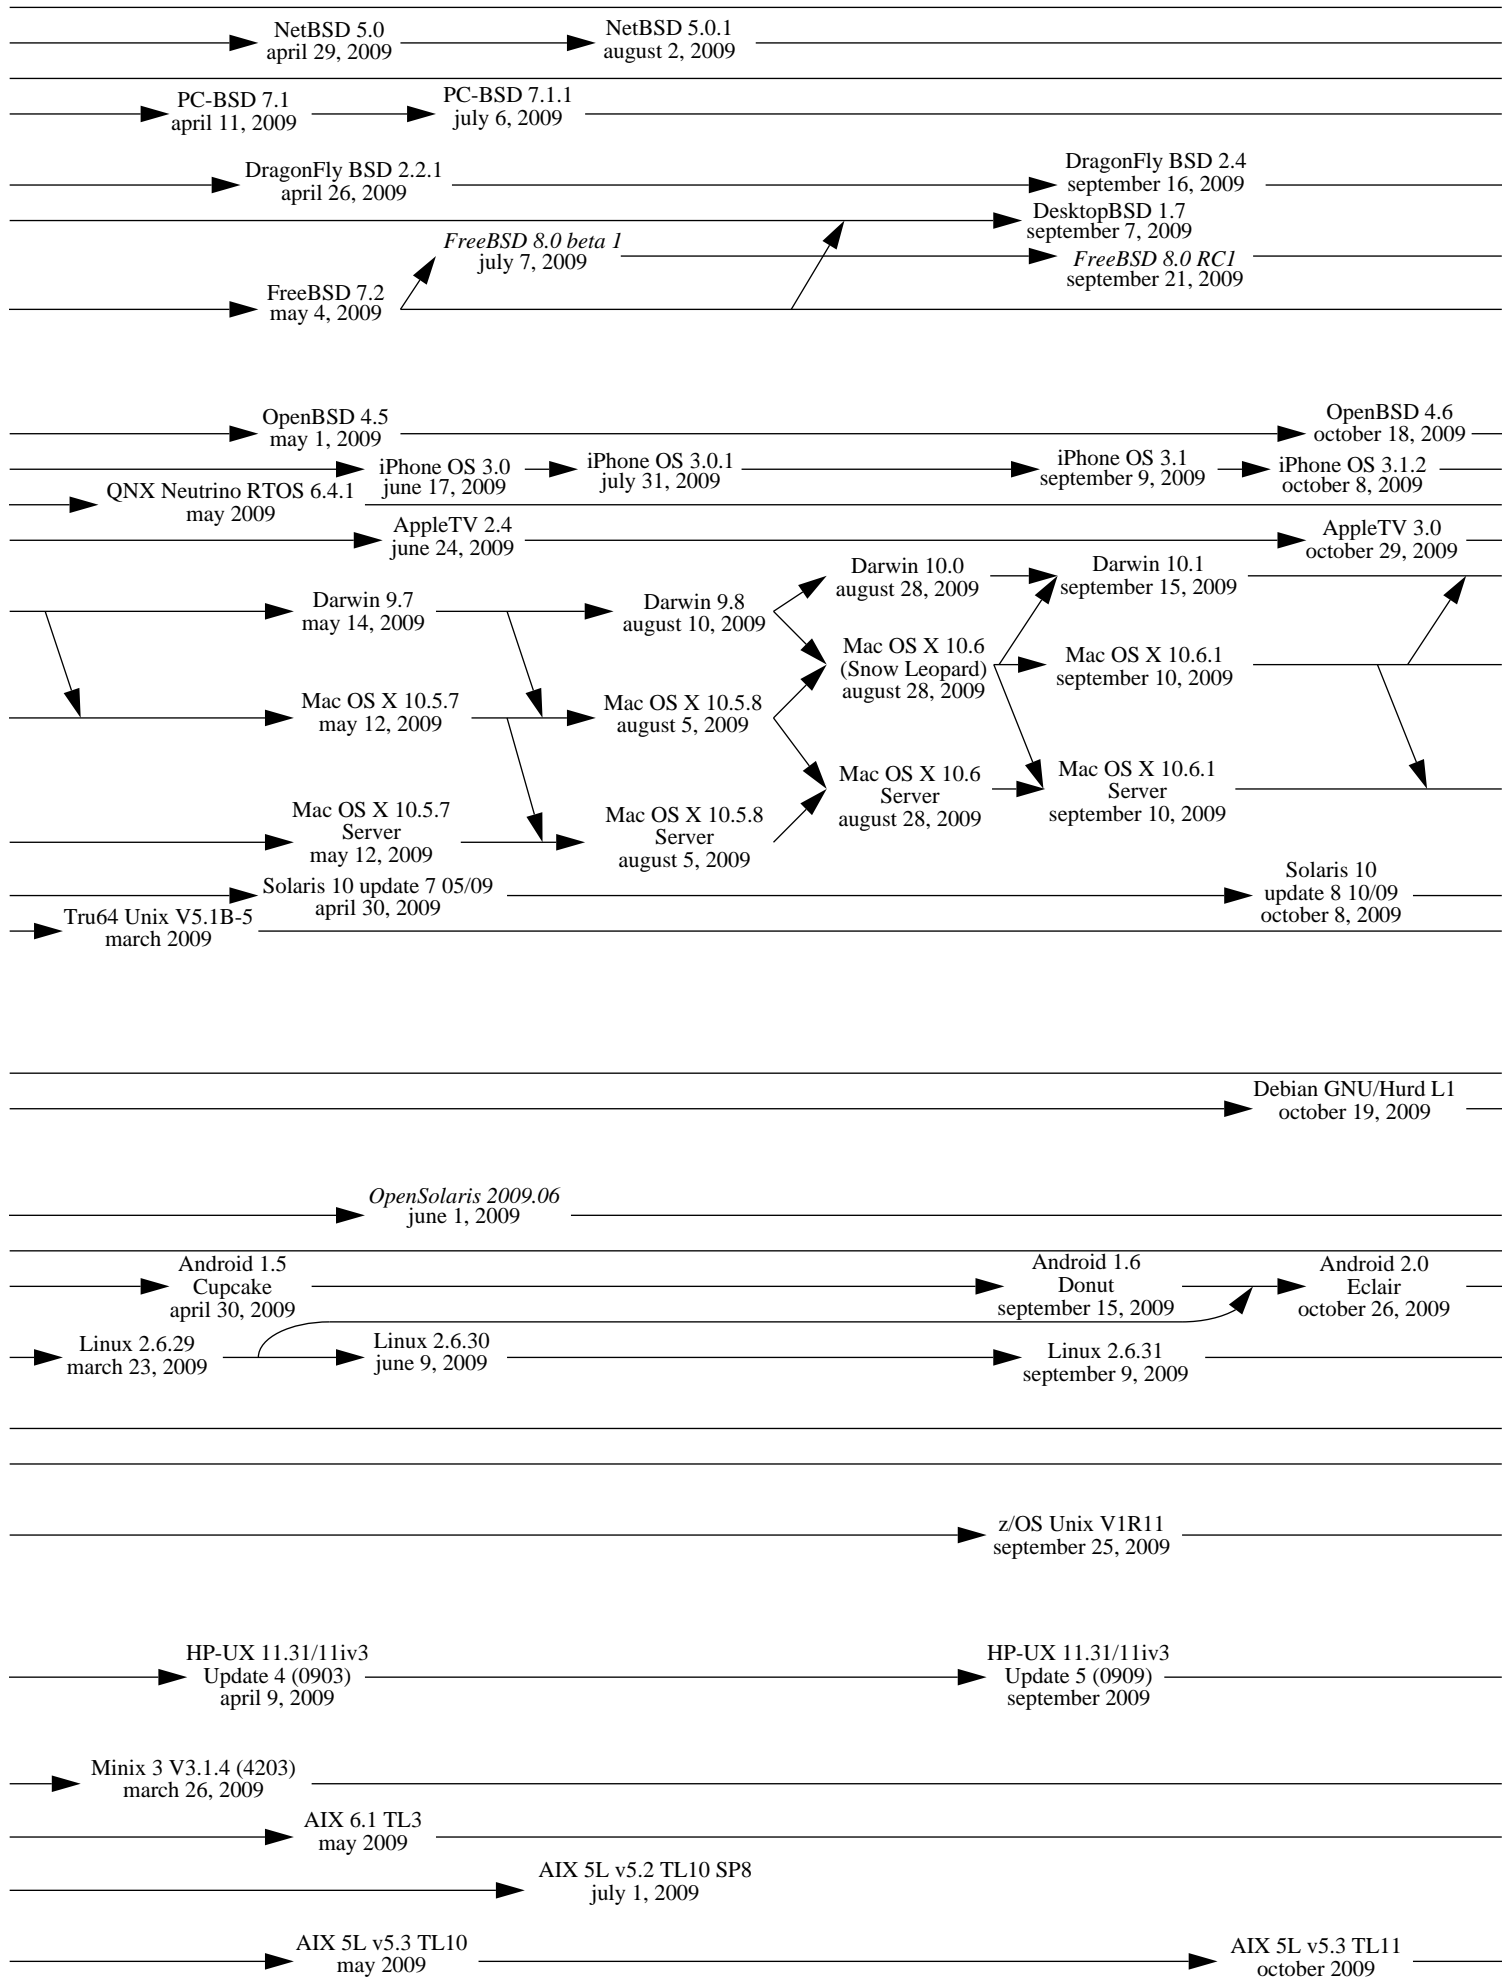 NetBSD 5.0
april 29, 2009
NetBSD 5.0.1
august 2, 2009
PC-BSD 7.1
april 11, 2009
PC-BSD 7.1.1
july 6, 2009
DragonFly BSD 2.2.1
april 26, 2009
DragonFly BSD 2.4
september 16, 2009
DesktopBSD 1.7
september 7, 2009
FreeBSD 8.0 beta 1
july 7, 2009
FreeBSD 8.0 RC1
september 21, 2009
FreeBSD 7.2
may 4, 2009
OpenBSD 4.5
may 1, 2009
OpenBSD 4.6
october 18, 2009
iPhone OS 3.0
june 17, 2009
iPhone OS 3.0.1
july 31, 2009
iPhone OS 3.1
september 9, 2009
iPhone OS 3.1.2
october 8, 2009
QNX Neutrino RTOS 6.4.1
may 2009
AppleTV 2.4
june 24, 2009
AppleTV 3.0
october 29, 2009
Darwin 9.7
may 14, 2009
Darwin 9.8
august 10, 2009
Darwin 10.0
august 28, 2009
Darwin 10.1
september 15, 2009
Mac OS X 10.6
(Snow Leopard)
august 28, 2009
Mac OS X 10.6.1
september 10, 2009
Mac OS X 10.5.7
may 12, 2009
Mac OS X 10.5.8
august 5, 2009
Mac OS X 10.6
Server
august 28, 2009
Mac OS X 10.6.1
Server
september 10, 2009
Mac OS X 10.5.7
Server
may 12, 2009
Mac OS X 10.5.8
Server
august 5, 2009
Solaris 10 update 7 05/09
april 30, 2009
Solaris 10
update 8 10/09
october 8, 2009
Tru64 Unix V5.1B-5
march 2009
Debian GNU/Hurd L1
october 19, 2009
OpenSolaris 2009.06
june 1, 2009
Android 1.5
Cupcake
april 30, 2009
Android 1.6
Donut
september 15, 2009
Android 2.0
Eclair
october 26, 2009
Linux 2.6.29
march 23, 2009
Linux 2.6.30
june 9, 2009
Linux 2.6.31
september 9, 2009
z/OS Unix V1R11
september 25, 2009
HP-UX 11.31/11iv3
Update 4 (0903)
april 9, 2009
HP-UX 11.31/11iv3
Update 5 (0909)
september 2009
Minix 3 V3.1.4 (4203)
march 26, 2009
AIX 6.1 TL3
may 2009
AIX 5L v5.2 TL10 SP8
july 1, 2009
AIX 5L v5.3 TL10
may 2009
AIX 5L v5.3 TL11
october 2009